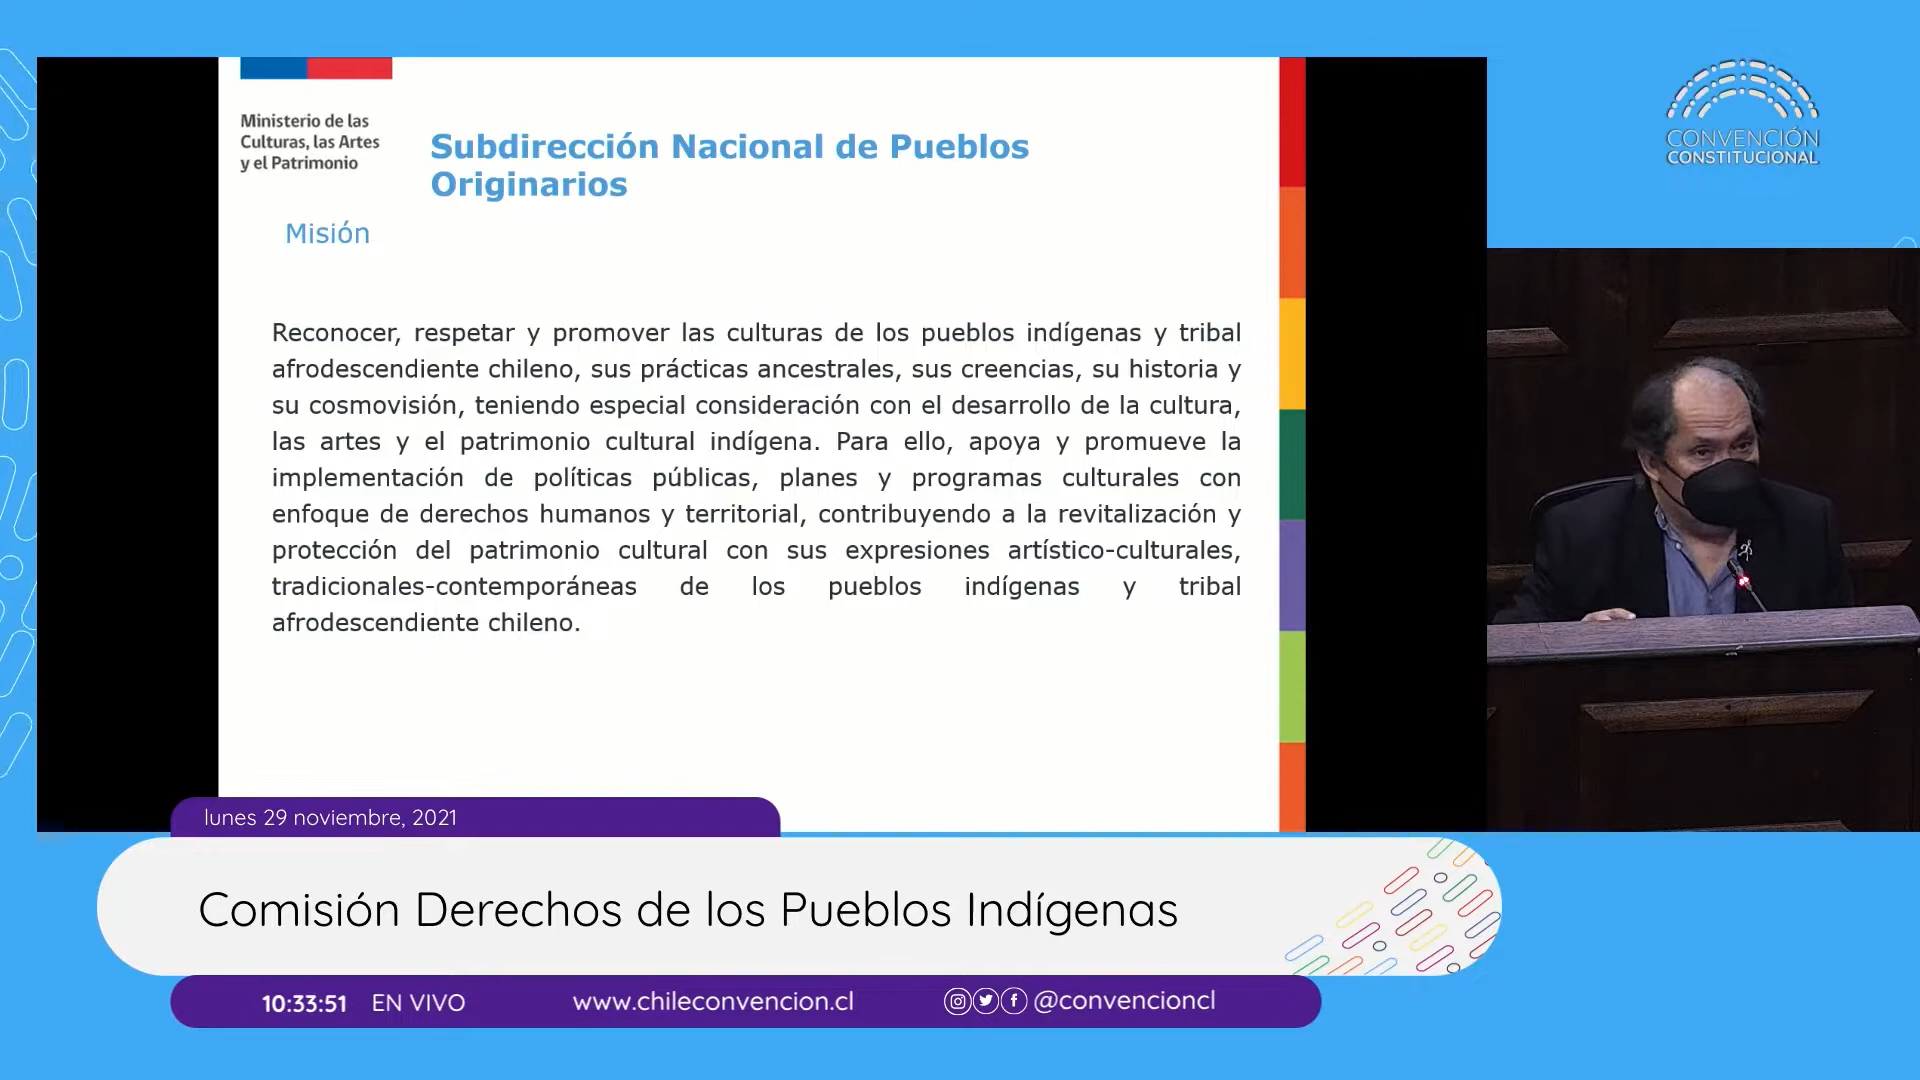 Ministerio de las
Culturas, las Artes
y el Patrimonio
Subdirección Nacional de Pueblos
Originarios
Misión
Reconocer, respetar y promover las culturas de los pueblos indígenas y tribal
afrodescendiente chileno, sus prácticas ancestrales, sus creencias, su historia y
su cosmovisión, teniendo especial consideración con el desarrollo de la cultura,
las artes y el patrimonio cultural indígena. Para ello, apoya y promueve la
implementación de políticas públicas, planes y programas culturales con
enfoque de derechos humanos y territorial, contribuyendo a la revitalización y
protección del patrimonio cultural con sus expresiones artístico-culturales,
tradicionales-contemporáneas de los pueblos indígenas y tribal
afrodescendiente chileno.
CONVENCIÓN
CONSTITUCIONAL
lunes 29 noviembre, 2021
Comisión Derechos de los Pueblos Indígenas
10:33:51 EN VIVO www.chileconvencion.cl @convencioncl